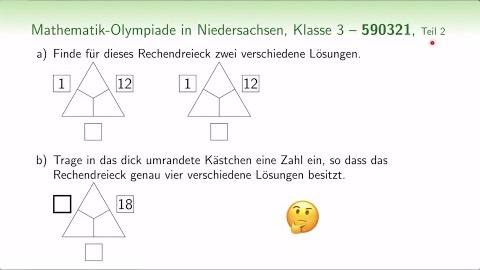 Mathematik-Olympiade in Niedersachsen, Klasse 3 – 590321, Teil 2
a) Finde für dieses Rechendreieck zwei verschiedene Lösungen.
1 12 1 12
b) Trage in das dick umrandete Kästchen eine Zahl ein, so dass das
Rechendreieck genau vier verschiedene Lösungen besitzt.
18